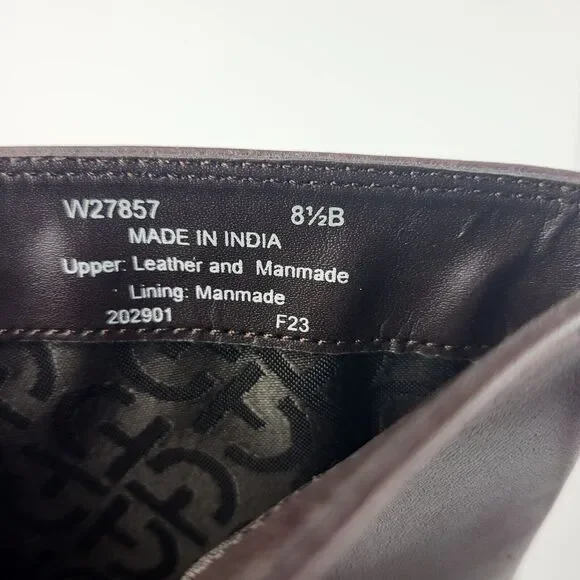 W27857 8½B
MADE IN INDIA
Upper: Leather and Manmade
Lining: Manmade
202901 F23